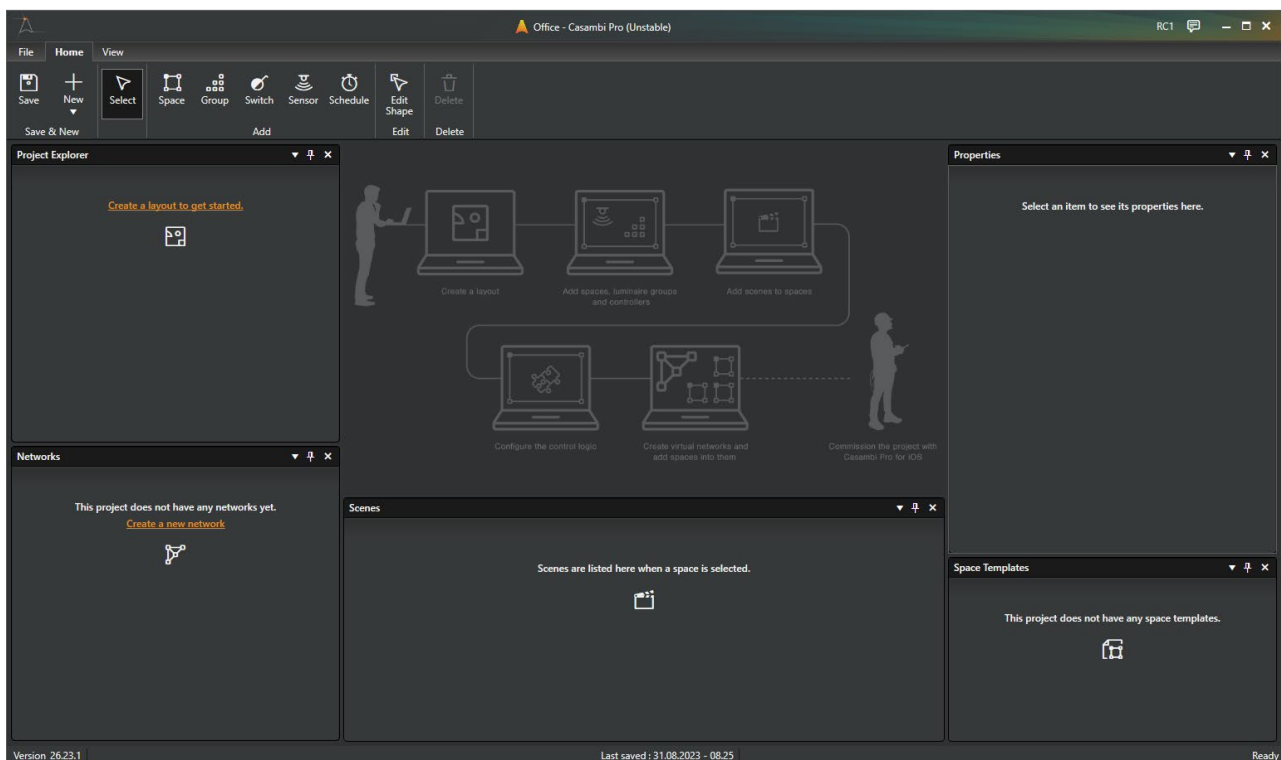 Office - Casambi Pro (Unstable)
RC1
File Home View
Save New Select Space Group Switch Sensor Schedule Edit Shape Delete
Save & New Add Edit Delete
Project Explorer
Create a layout to get started.
Create a layout
Add spaces, luminaire groups
and controllers
Add scenes to spaces
Configure the control logic
Create virtual networks and
add spaces into them
Commission the project with
Casambi Pro for iOS
Properties
Select an item to see its properties here.
Networks
This project does not have any networks yet.
Create a new network
Scenes
Scenes are listed here when a space is selected.
Space Templates
This project does not have any space templates.
Version 26.23.1
Last saved : 31.08.2023 - 08.25
Ready